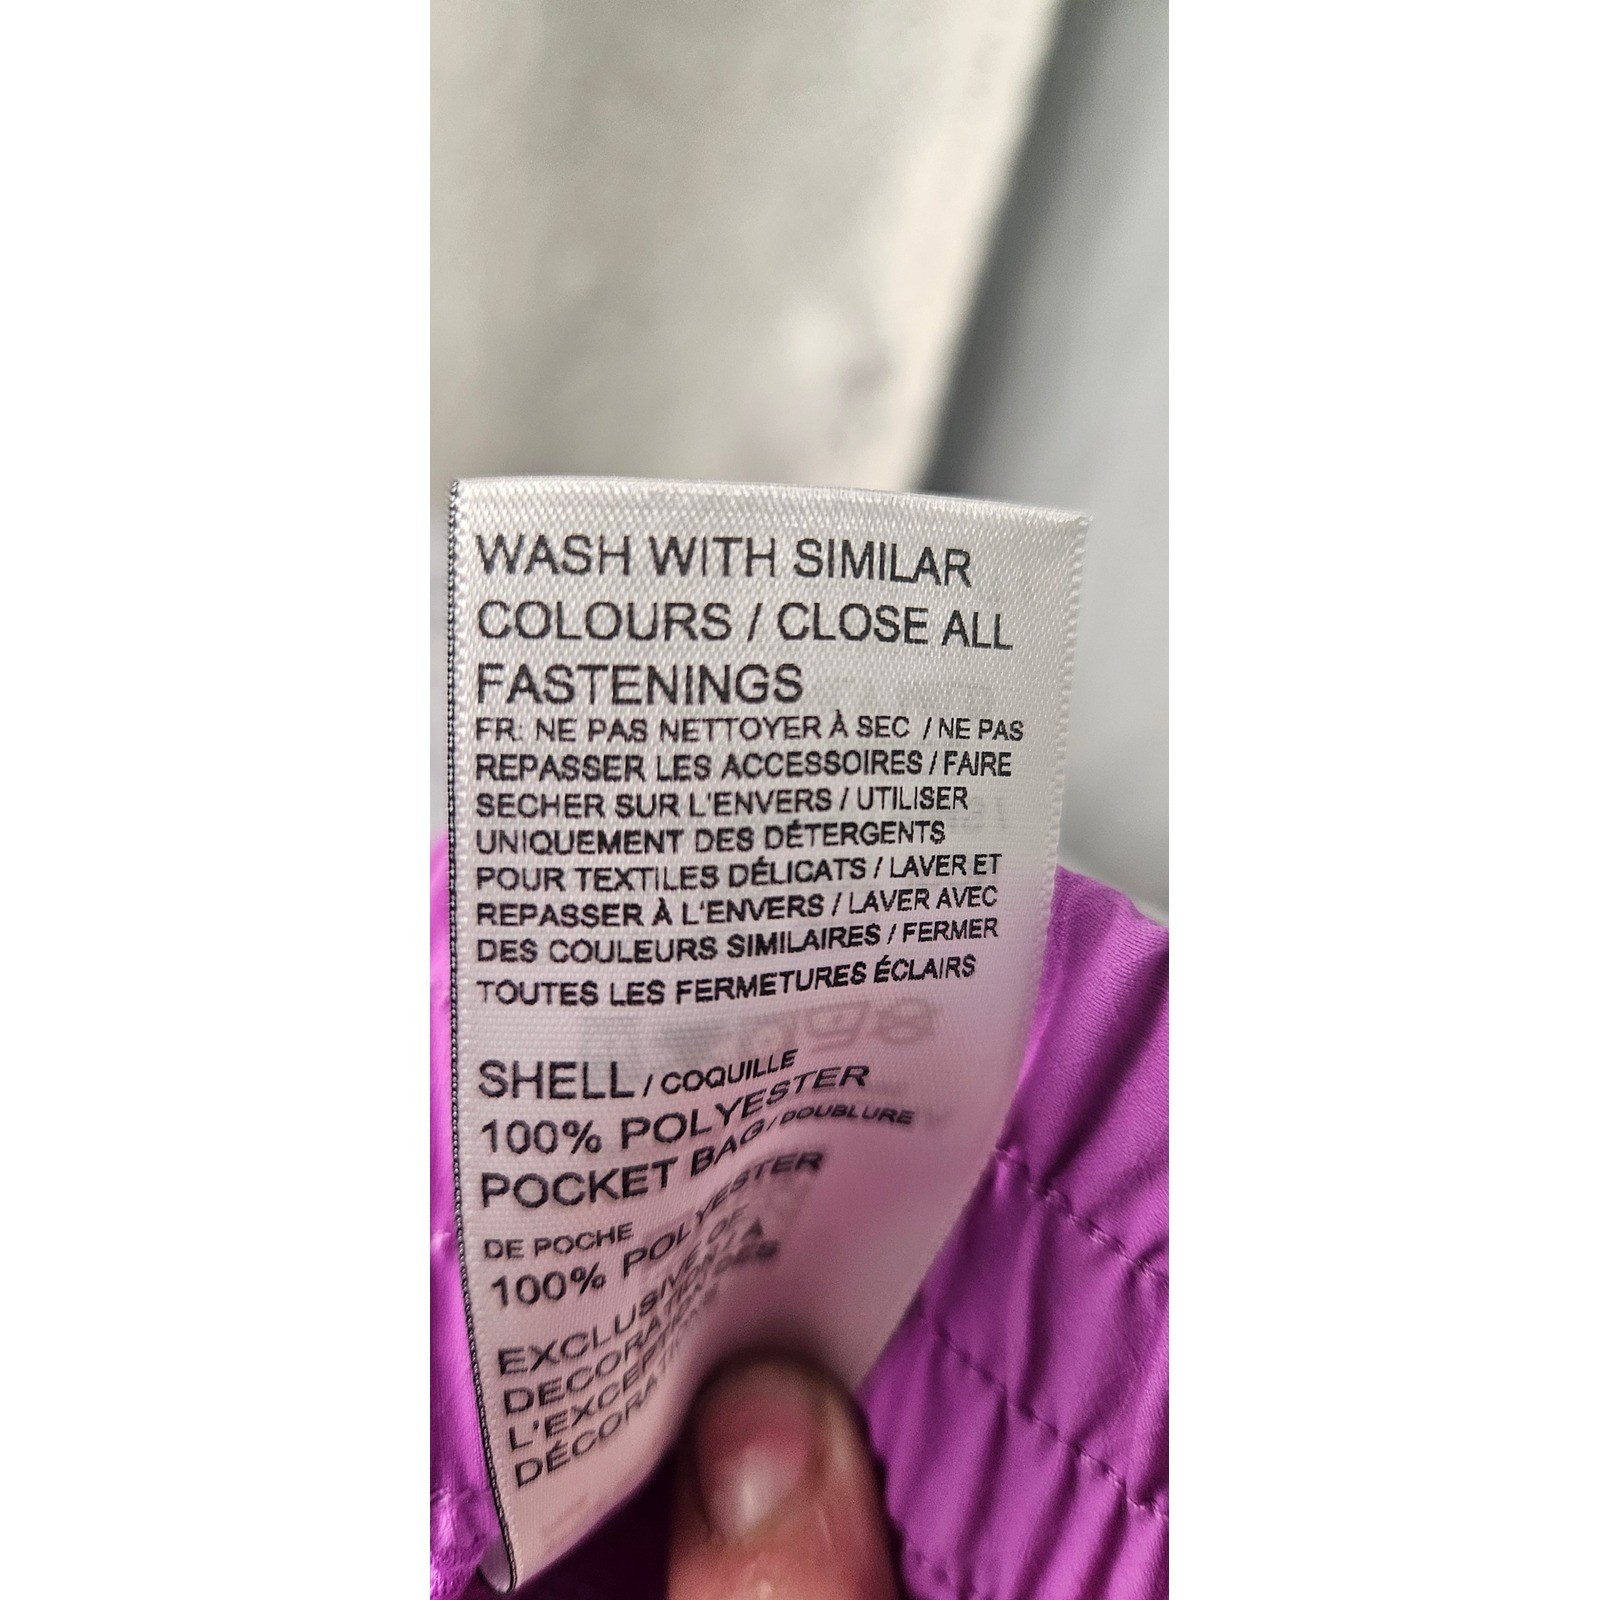 WASH WITH SIMILAR
COLOURS / CLOSE ALL
FASTENINGS
FR: NE PAS NETTOYER À SEC / NE PAS
REPASSER LES ACCESSOIRES / FAIRE
SECHER SUR L'ENVERS / UTILISER
UNIQUEMENT DES DÉTERGENTS
POUR TEXTILES DÉLICATS / LAVER ET
REPASSER À L'ENVERS / LAVER AVEC
DES COULEURS SIMILAIRES / FERMER
TOUTES LES FERMETURES ÉCLAIRS
SHELL / COQUILLE
100% POLYESTER
POCKET BAG / DOUBLURE
DE POCHE
100% POLYESTER
EXCLUSIVE OF
DECORATION / À
L'EXCEPTION DES